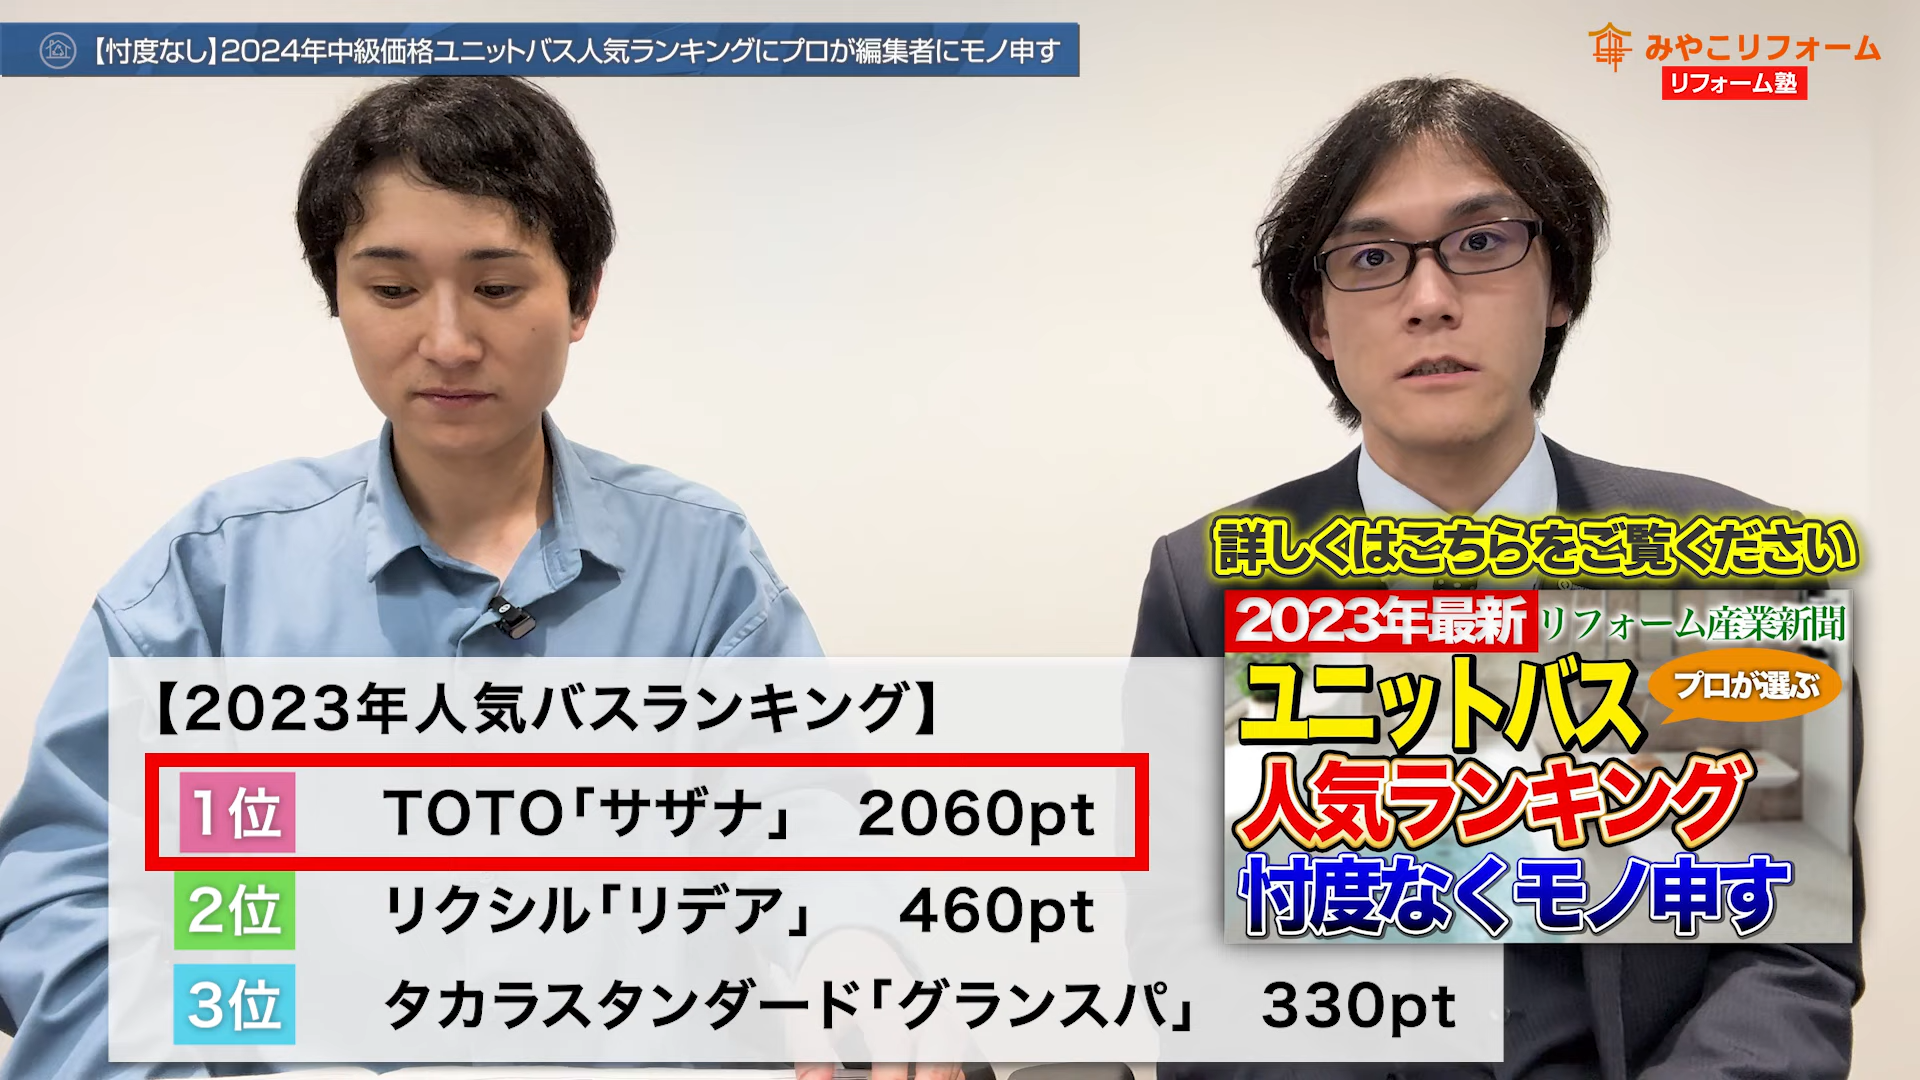 【忖度なし】2024年中級価格ユニットバス人気ランキングにプロが編集者にモノ申す
みやこリフォーム
リフォーム塾
詳しくはこちらをご覧ください
2023年最新 リフォーム産業新聞
ユニットバス プロが選ぶ
人気ランキング
忖度なくモノ申す
【2023年人気バスランキング】
1位 TOTO「サザナ」 2060pt
2位 リクシル「リデア」 460pt
3位 タカラスタンダード「グランスパ」 330pt